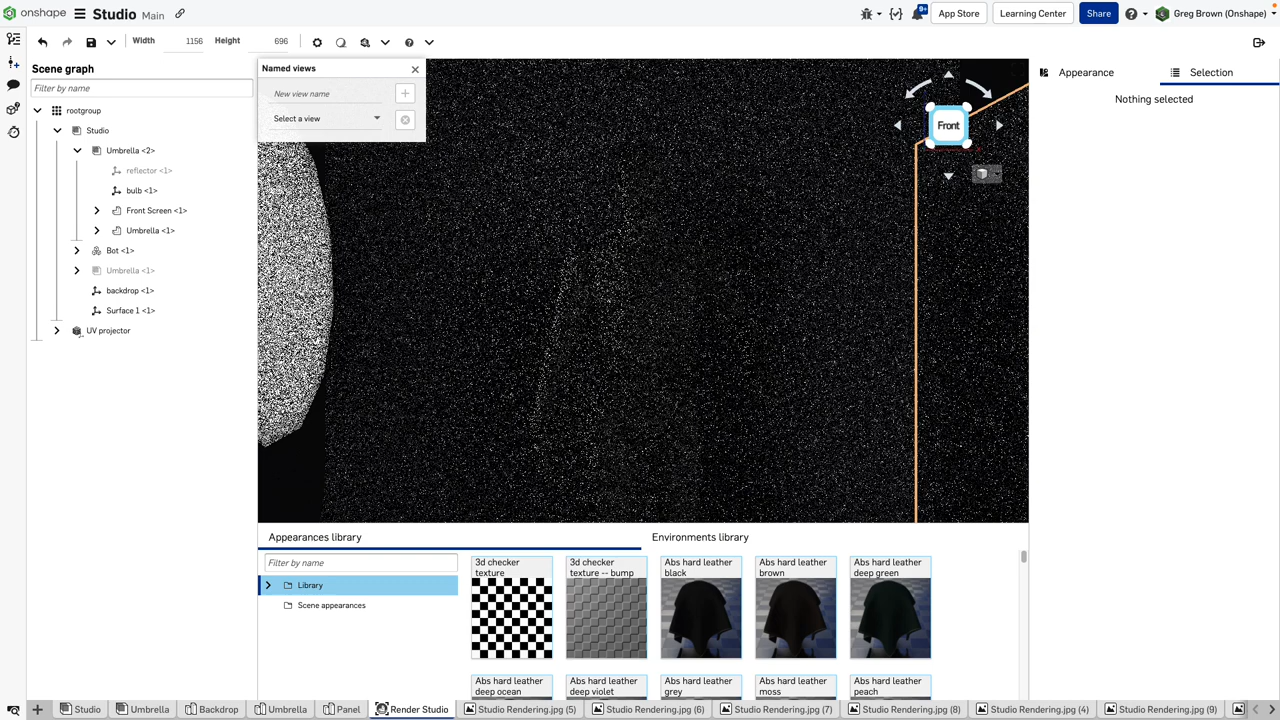 onshape
Studio Main
9+
App Store
Learning Center
Share
Greg Brown (Onshape)
Width 1156 Height 696
Scene graph
Filter by name
rootgroup
Studio
Umbrella <2>
reflector <1>
bulb <1>
Front Screen <1>
Umbrella <1>
Bot <1>
Umbrella <1>
backdrop <1>
Surface 1 <1>
UV projector
Named views
New view name
Select a view
Front
Appearance
Selection
Nothing selected
Appearances library
Environments library
Filter by name
Library
Scene appearances
3d checker
texture
3d checker
texture -- bump
Abs hard leather
black
Abs hard leather
brown
Abs hard leather
deep green
Abs hard leather
deep ocean
Abs hard leather
deep violet
Abs hard leather
grey
Abs hard leather
moss
Abs hard leather
peach
Studio
Umbrella
Backdrop
Umbrella
Panel
Render Studio
Studio Rendering.jpg (5)
Studio Rendering.jpg (6)
Studio Rendering.jpg (7)
Studio Rendering.jpg (8)
Studio Rendering.jpg (4)
Studio Rendering.jpg (9)